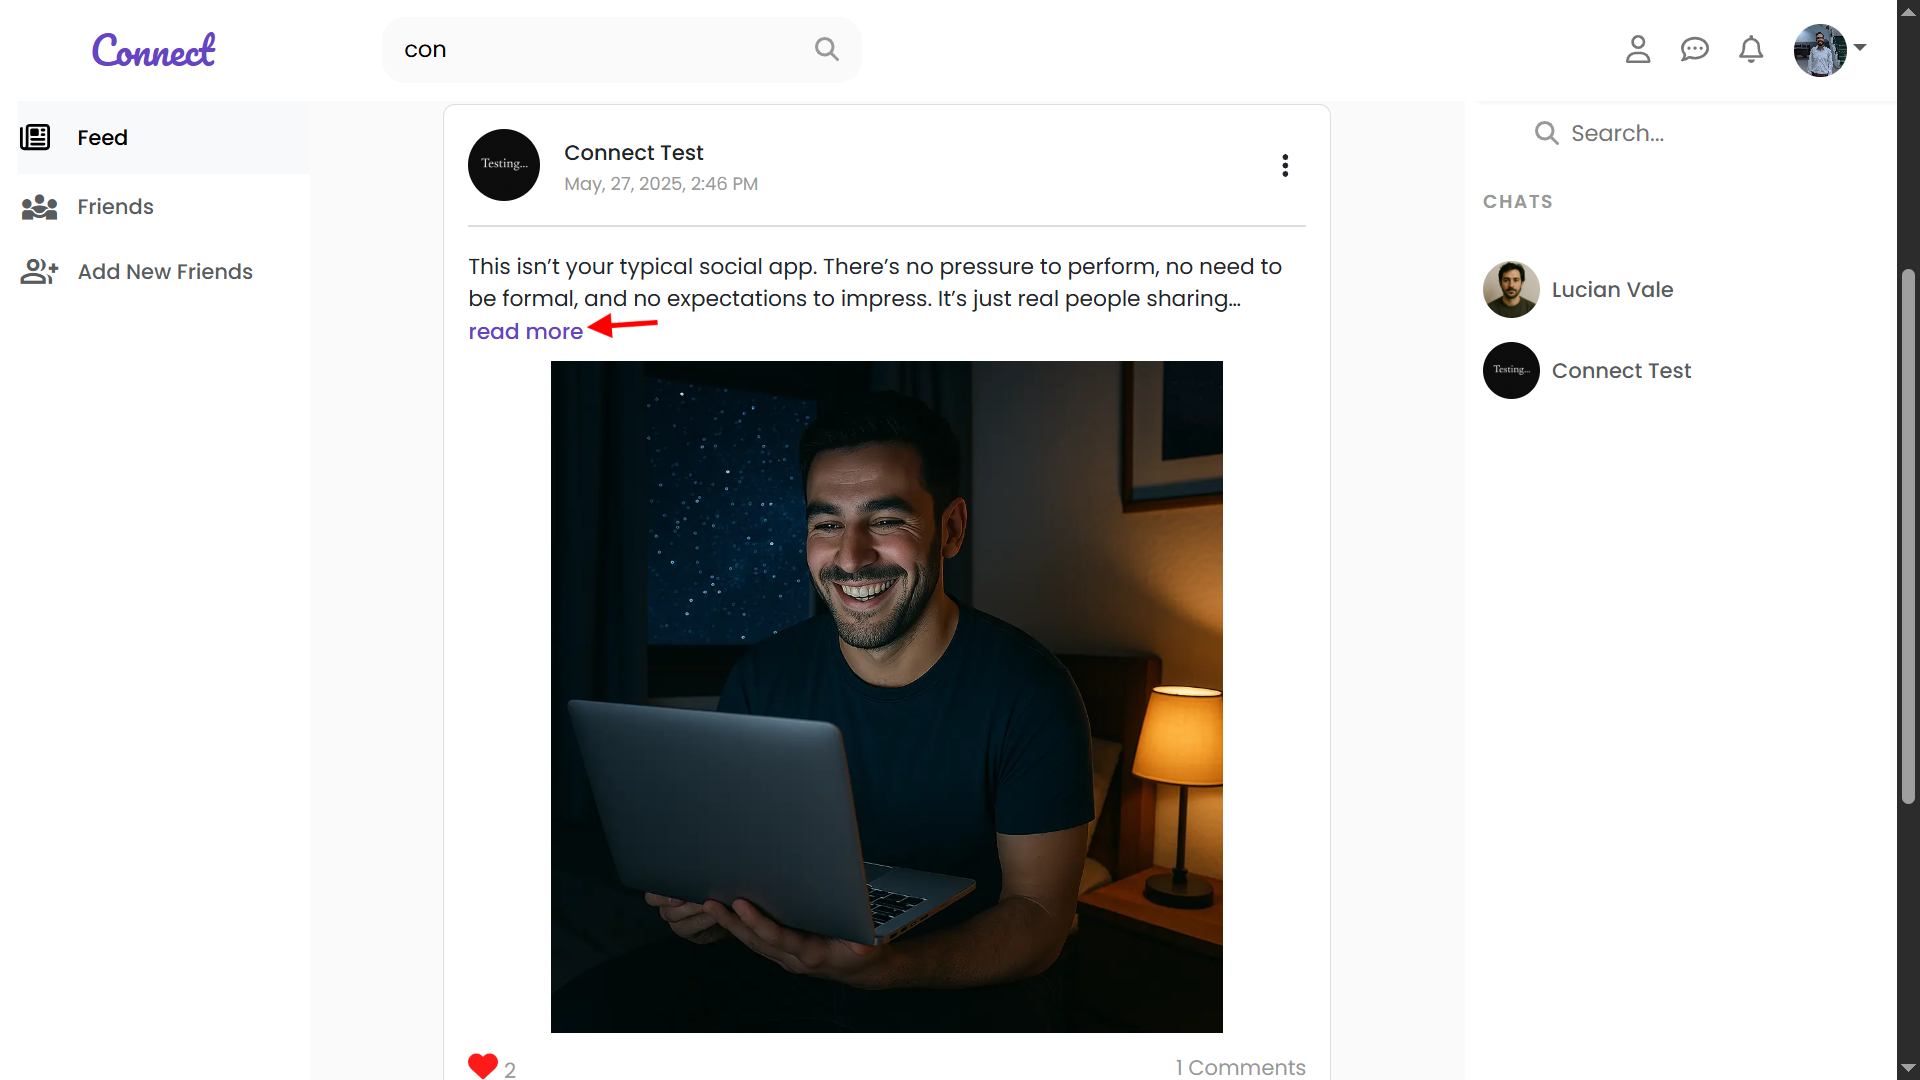 Connect
con
Feed
Friends
Add New Friends
Testing...
Connect Test
May, 27, 2025, 2:46 PM
This isn’t your typical social app. There’s no pressure to perform, no need to
be formal, and no expectations to impress. It’s just real people sharing...
read more
2
1 Comments
Search...
CHATS
Lucian Vale
Testing...
Connect Test